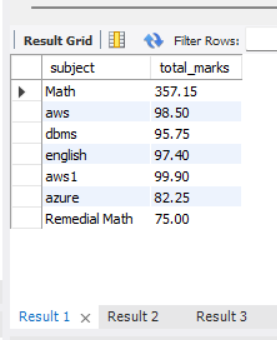 Result Grid Filter Rows:
subject total_marks
Math 357.15
aws 98.50
dbms 95.75
english 97.40
aws1 99.90
azure 82.25
Remedial Math 75.00
Result 1 × Result 2 Result 3